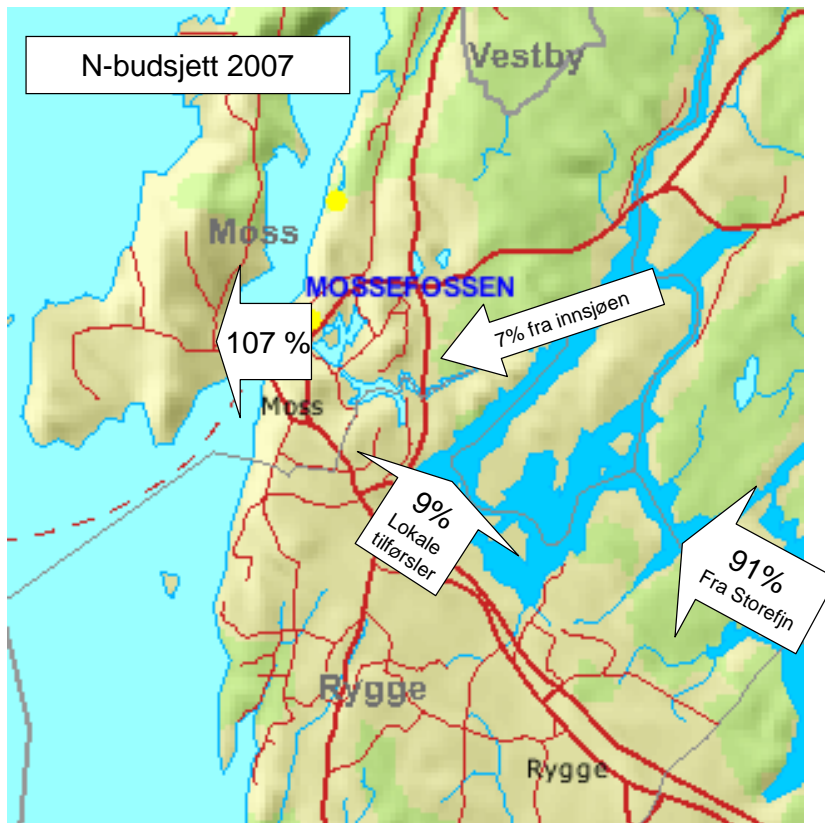 N-budsjett 2007
Vestby
Moss
MOSSEFOSSEN
7% fra innsjøen
107 %
Moss
9%
Lokale
tilførsler
91%
Fra Storefjn
Rygge
Rygge